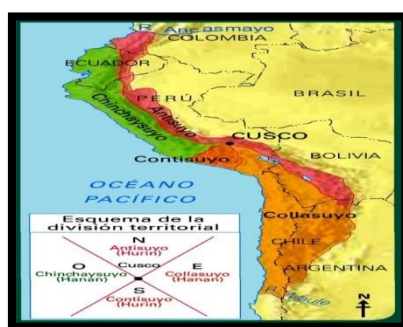 R. Ancasmayo
COLOMBIA
ECUADOR
Chinchaysuyo
PERÚ
Antisuyo
BRASIL
CUSCO
Contisuyo
BOLIVIA
OCÉANO
PACÍFICO
Collasuyo
CHILE
ARGENTINA
R. Maule
N
Esquema de la
división territorial
N
Antisuyo
(Hurin)
O
Cusco
E
Chinchaysuyo
(Hanan)
Collasuyo
(Hanan)
S
Contisuyo
(Hurin)